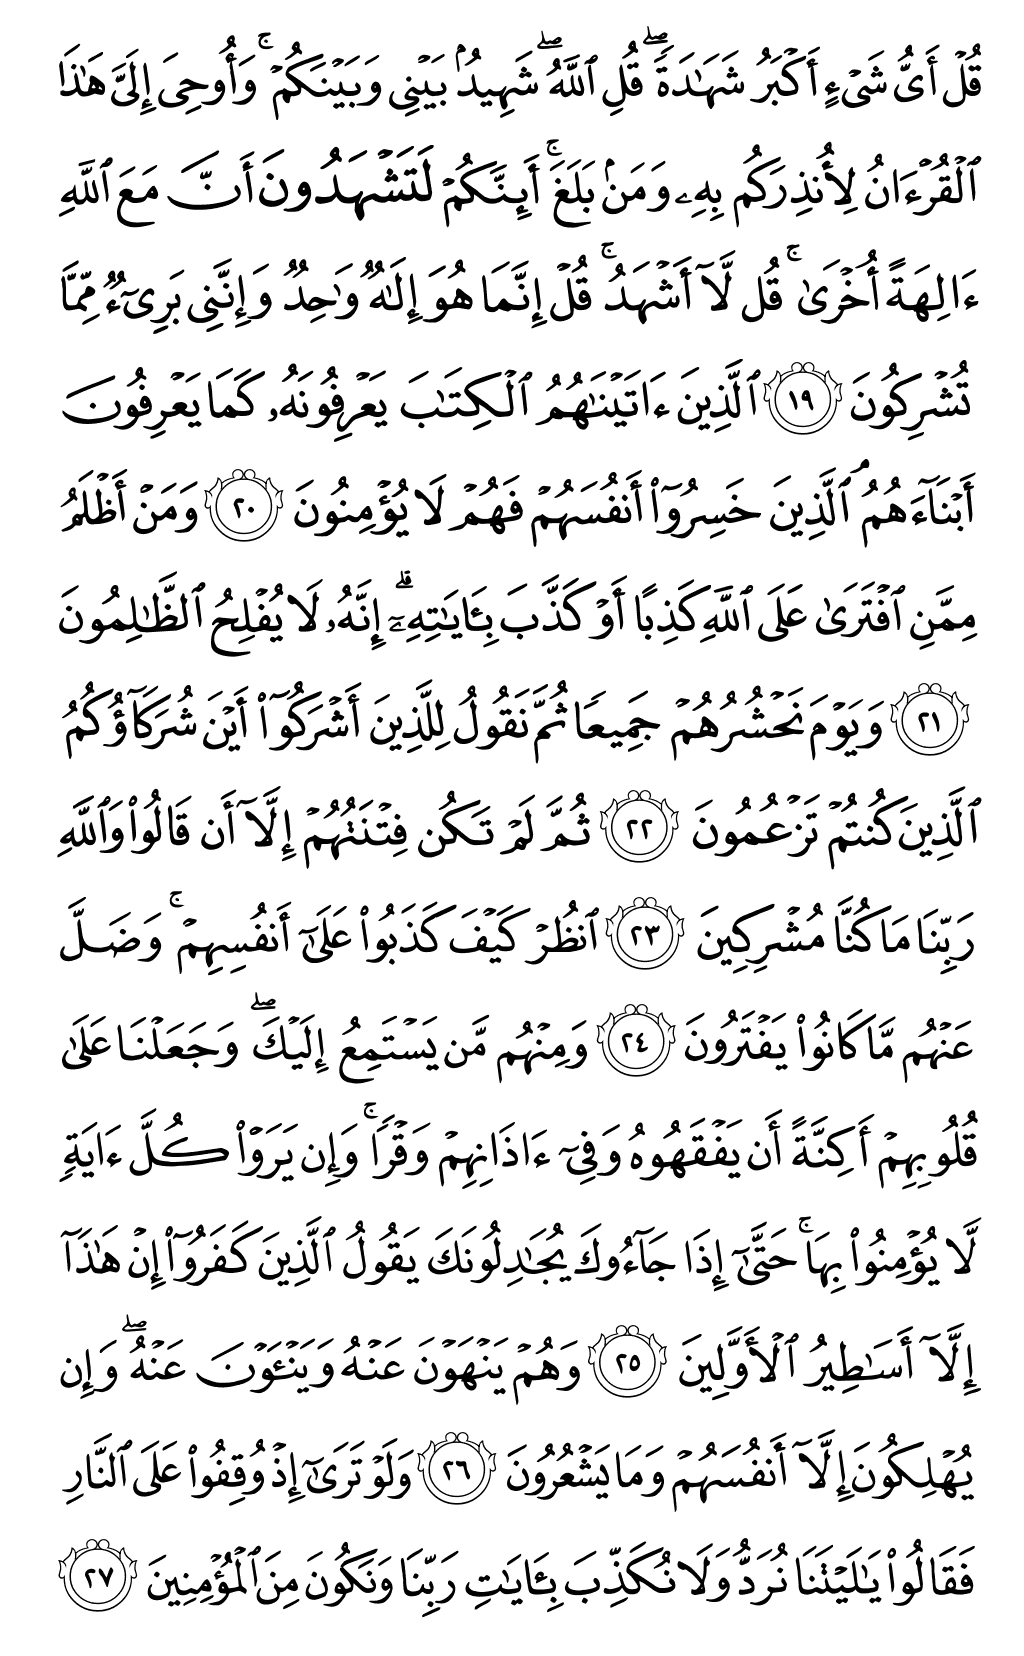 قُلۡ أَيُّ شَيۡءٍ أَكۡبَرُ شَهَٰدَةٗۖ قُلِ ٱللَّهُۖ شَهِيدُۢ بَيۡنِي وَبَيۡنَكُمۡۚ وَأُوحِيَ إِلَيَّ هَٰذَا
ٱلۡقُرۡءَانُ لِأُنذِرَكُم بِهِۦ وَمَنۢ بَلَغَۚ أَئِنَّكُمۡ لَتَشۡهَدُونَ أَنَّ مَعَ ٱللَّهِ
ءَالِهَةً أُخۡرَىٰۚ قُل لَّآ أَشۡهَدُۚ قُلۡ إِنَّمَا هُوَ إِلَٰهٞ وَٰحِدٞ وَإِنَّنِي بَرِيٓءٞ مِّمَّا
تُشۡرِكُونَ ١٩ ٱلَّذِينَ ءَاتَيۡنَٰهُمُ ٱلۡكِتَٰبَ يَعۡرِفُونَهُۥ كَمَا يَعۡرِفُونَ
أَبۡنَآءَهُمُۘ ٱلَّذِينَ خَسِرُوٓاْ أَنفُسَهُمۡ فَهُمۡ لَا يُؤۡمِنُونَ ٢٠ وَمَنۡ أَظۡلَمُ
مِمَّنِ ٱفۡتَرَىٰ عَلَى ٱللَّهِ كَذِبًا أَوۡ كَذَّبَ بِـَٔايَٰتِهِۦٓۗ إِنَّهُۥ لَا يُفۡلِحُ ٱلظَّٰلِمُونَ
٢١ وَيَوۡمَ نَحۡشُرُهُمۡ جَمِيعٗا ثُمَّ نَقُولُ لِلَّذِينَ أَشۡرَكُوٓاْ أَيۡنَ شُرَكَآؤُكُمُ
ٱلَّذِينَ كُنتُمۡ تَزۡعُمُونَ ٢٢ ثُمَّ لَمۡ تَكُن فِتۡنَتُهُمۡ إِلَّآ أَن قَالُواْ وَٱللَّهِ
رَبِّنَا مَا كُنَّا مُشۡرِكِينَ ٢٣ ٱنظُرۡ كَيۡفَ كَذَبُواْ عَلَىٰٓ أَنفُسِهِمۡۚ وَضَلَّ
عَنۡهُم مَّا كَانُواْ يَفۡتَرُونَ ٢٤ وَمِنۡهُم مَّن يَسۡتَمِعُ إِلَيۡكَۖ وَجَعَلۡنَا عَلَىٰ
قُلُوبِهِمۡ أَكِنَّةً أَن يَفۡقَهُوهُ وَفِيٓ ءَاذَانِهِمۡ وَقۡرٗاۚ وَإِن يَرَوۡاْ كُلَّ ءَايَةٖ
لَّا يُؤۡمِنُواْ بِهَاۚ حَتَّىٰٓ إِذَا جَآءُوكَ يُجَٰدِلُونَكَ يَقُولُ ٱلَّذِينَ كَفَرُوٓاْ إِنۡ هَٰذَآ
إِلَّآ أَسَٰطِيرُ ٱلۡأَوَّلِينَ ٢٥ وَهُمۡ يَنۡهَوۡنَ عَنۡهُ وَيَنۡـَٔوۡنَ عَنۡهُۖ وَإِن
يُهۡلِكُونَ إِلَّآ أَنفُسَهُمۡ وَمَا يَشۡعُرُونَ ٢٦ وَلَوۡ تَرَىٰٓ إِذۡ وُقِفُواْ عَلَى ٱلنَّارِ
فَقَالُواْ يَٰلَيۡتَنَا نُرَدُّ وَلَا نُكَذِّبَ بِـَٔايَٰتِ رَبِّنَا وَنَكُونَ مِنَ ٱلۡمُؤۡمِنِينَ ٢٧